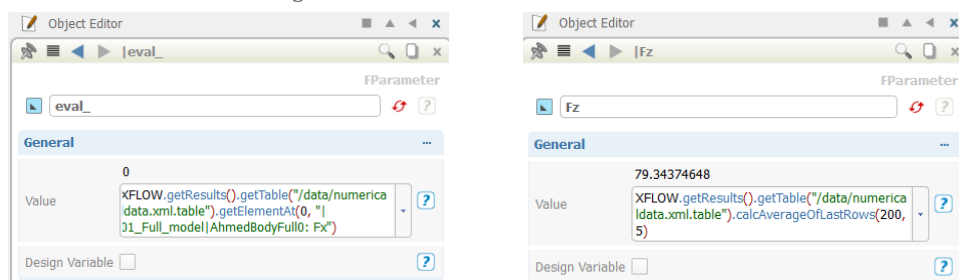 Object Editor
|eval_
FParameter
eval_
General
0
Value
XFLOW.getResults().getTable("/data/numerica
ldata.xml.table").getElementAt(0, "|
01_Full_model|AhmedBodyFull0: Fx")
Design Variable
Object Editor
|Fz
FParameter
Fz
General
79.34374648
Value
XFLOW.getResults().getTable("/data/numerica
ldata.xml.table").calcAverageOfLastRows(200,
5)
Design Variable